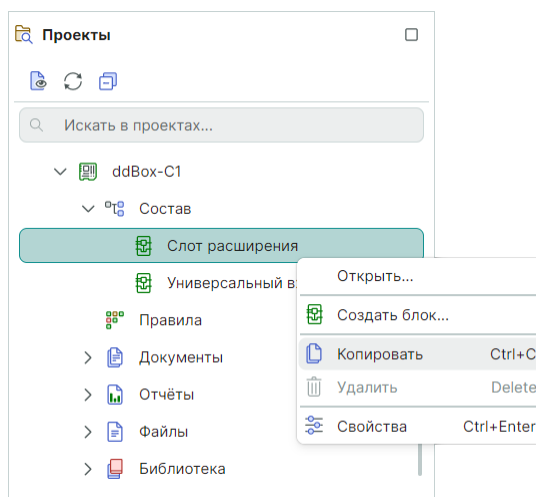 Проекты
Искать в проектах...
ddBox-C1
Состав
Слот расширения
Универсальный в
Открыть...
Правила
Создать блок...
Документы
Копировать Ctrl+C
Отчёты
Удалить Delete
Файлы
Свойства Ctrl+Enter
Библиотека